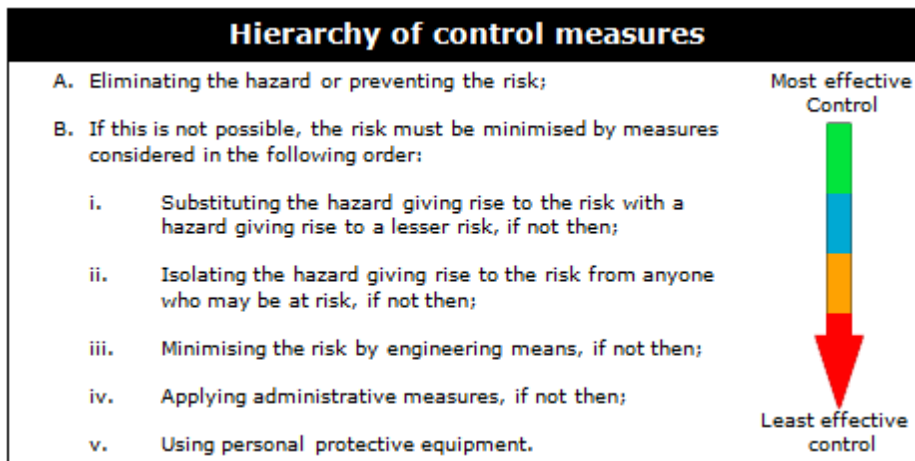 Hierarchy of control measures
A. Eliminating the hazard or preventing the risk;
B. If this is not possible, the risk must be minimised by measures
considered in the following order:
i. Substituting the hazard giving rise to the risk with a
hazard giving rise to a lesser risk, if not then;
ii. Isolating the hazard giving rise to the risk from anyone
who may be at risk, if not then;
iii. Minimising the risk by engineering means, if not then;
iv. Applying administrative measures, if not then;
v. Using personal protective equipment.
Most effective
Control
Least effective
control